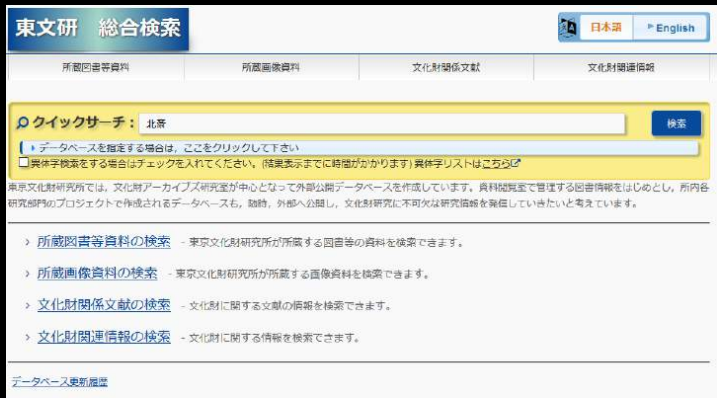 東文研 総合検索
日本語 English
所蔵図書等資料 所蔵画像資料 文化財関係文献 文化財関連情報
クイックサーチ: 北斎 検索
データベースを指定する場合は、ここをクリックして下さい
異体字検索をする場合はチェックを入れてください。(結果表示までに時間がかかります) 異体字リストはこちら
東京文化財研究所では、文化財アーカイブズ研究室が中心となって外部公開データベースを作成しています。資料閲覧室で管理する図書情報をはじめとし、所内各
研究部門のプロジェクトで作成されるデータベースも、随時、外部へ公開し、文化財研究に不可欠な研究情報を発信していきたいと考えています。
所蔵図書等資料の検索 - 東京文化財研究所が所蔵する図書等の資料を検索できます。
所蔵画像資料の検索 - 東京文化財研究所が所蔵する画像資料を検索できます。
文化財関係文献の検索 - 文化財に関する文献の情報を検索できます。
文化財関連情報の検索 - 文化財に関する情報を検索できます。
データベース更新履歴